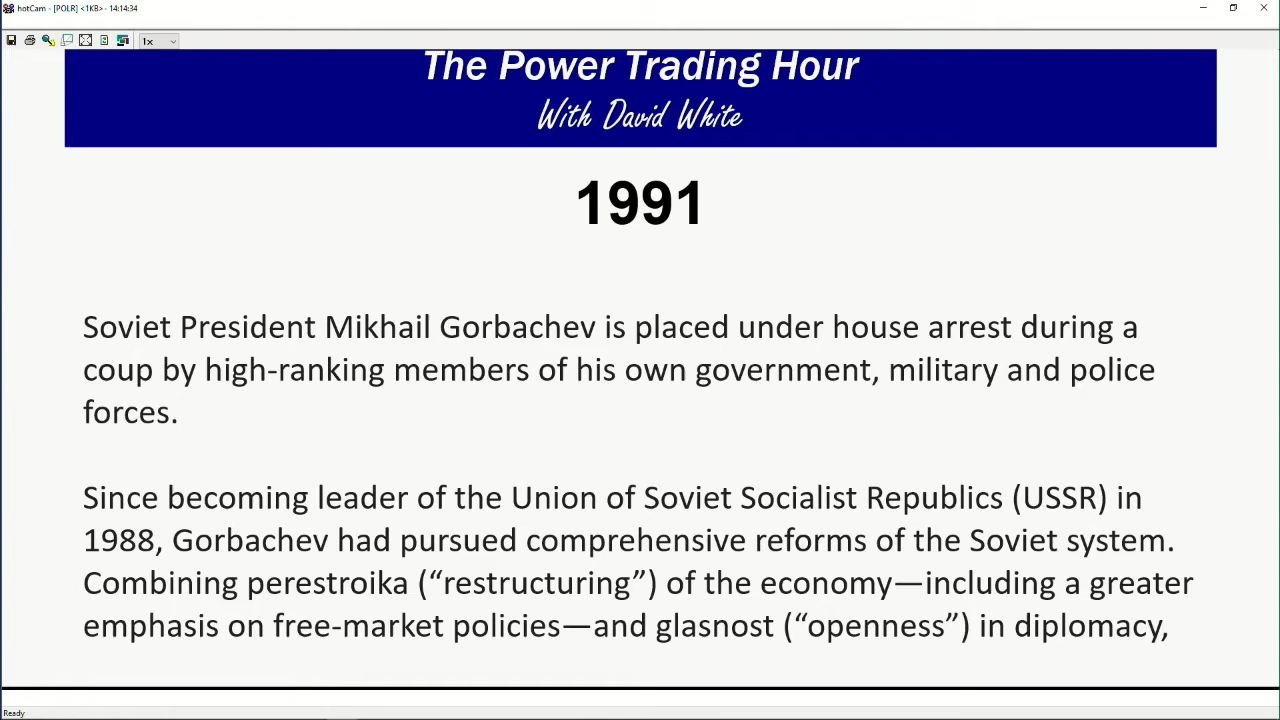 hotCam - [POLR] <1KB> - 14:14:34
1x
The Power Trading Hour
With David White
1991
Soviet President Mikhail Gorbachev is placed under house arrest during a
coup by high-ranking members of his own government, military and police
forces.
Since becoming leader of the Union of Soviet Socialist Republics (USSR) in
1988, Gorbachev had pursued comprehensive reforms of the Soviet system.
Combining perestroika (“restructuring”) of the economy—including a greater
emphasis on free-market policies—and glasnost (“openness”) in diplomacy,
Ready